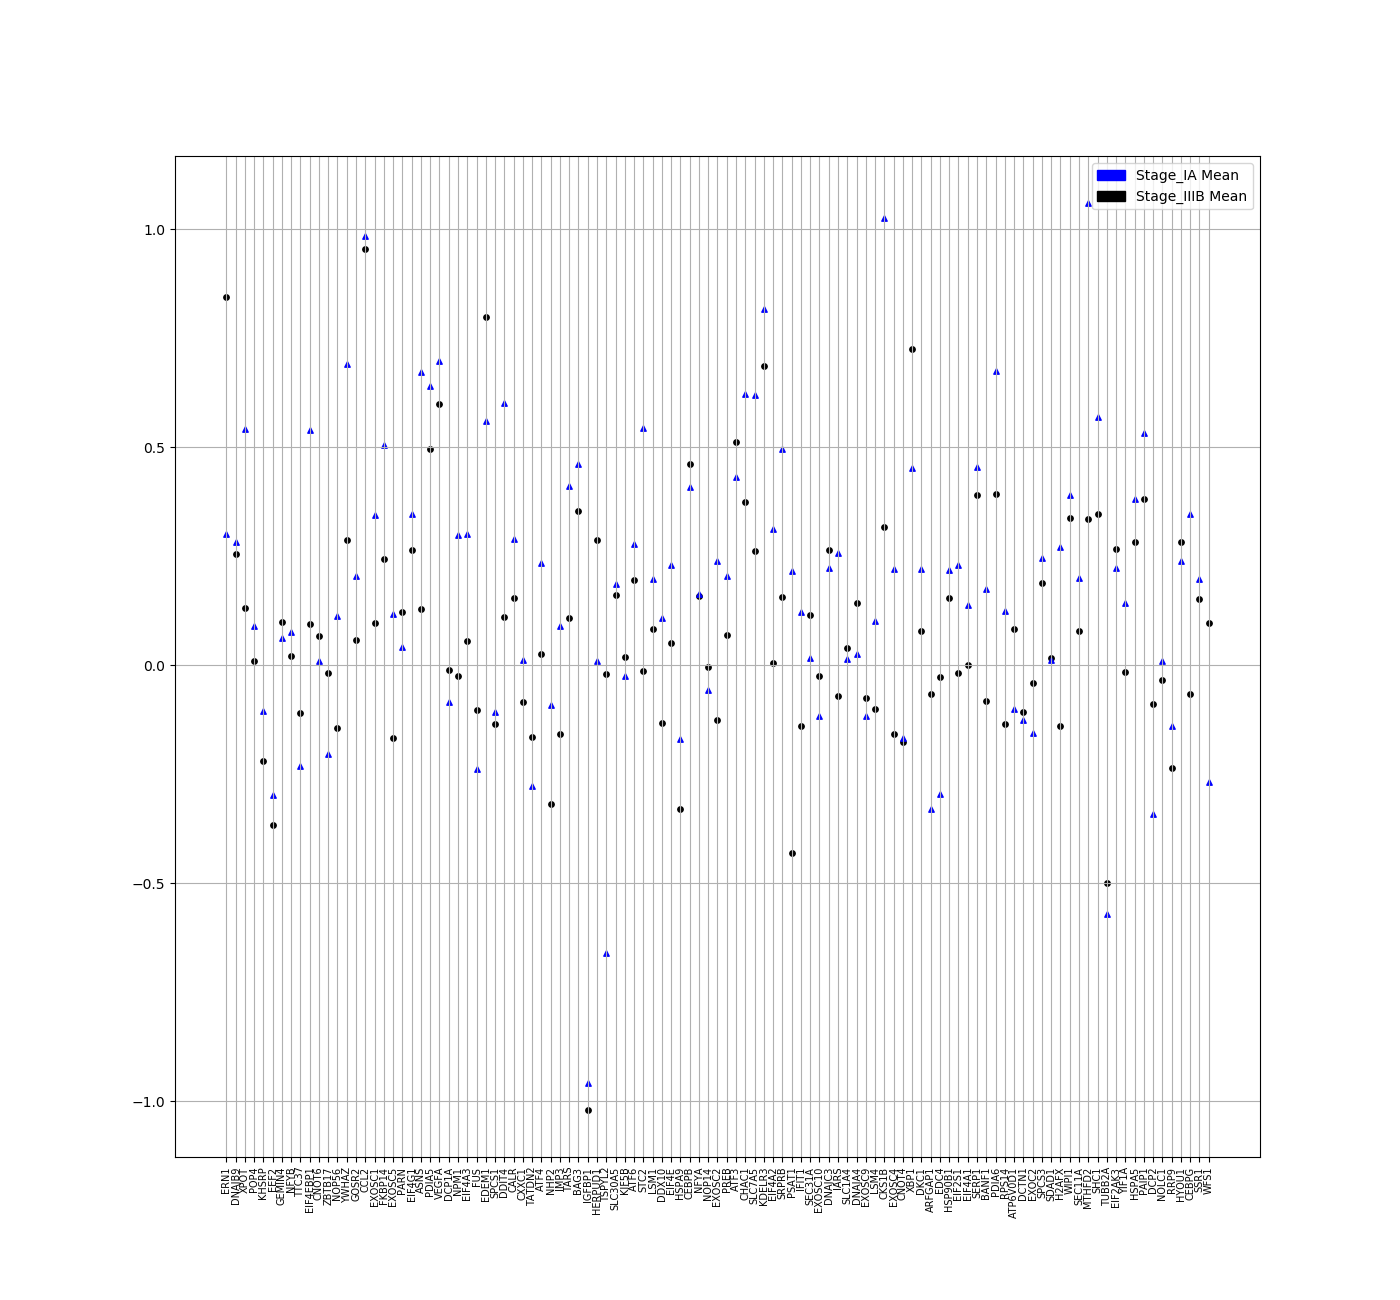 Stage_IA Mean
Stage_IIIB Mean
1.0
0.5
0.0
−0.5
−1.0
ERN1
DNAJB9
XPOT
POP4
KHSRP
EEF2
GEMIN4
NFYB
TTC37
EIF4EBP1
CNOT6
ZBTB17
NOP56
YWHAZ
GOSR2
CCL2
EXOSC1
FKBP14
EXOSC5
PARN
EIF4G1
ASNS
PDIA5
VEGFA
DCP1A
NPM1
EIF4A3
FUS
EDEM1
TSPYL2
DDIT4
CALR
CXXC1
TATDN2
ATF4
NHP2
IMP3
TARS
BAG3
IGFBP1
HERPUD1
SLC30A5
KIF5B
ATF6
STC2
LSM1
DDX10
EIF4E
HSPA9
CEBPB
NFYA
NOP14
EXOSC2
PREB
ATF3
CHAC1
SLC7A5
KDELR3
EIF4A2
SRPRB
PSAT1
IFIT1
SEC31A
EXOSC10
DNAJC3
IARS
SLC1A4
DNAJA4
EXOSC9
LSM4
CKS1B
EXOSC4
CNOT4
XBP1
DKC1
ARFGAP1
EDC4
HSP90B1
EIF2S1
EIF4A1
SERP1
BANF1
PDIA6
RPS14
ATP6V0D1
DCTN1
EXOC2
SPCS3
SDAD1
H2AFX
WIPI1
SEC11A
MTHFD2
SHC1
TUBB2A
EIF2AK3
YIF1A
HSPA5
PAIP1
DCP2
NOLC1
RRP9
HYOU1
CEBPG
SSR1
WFS1